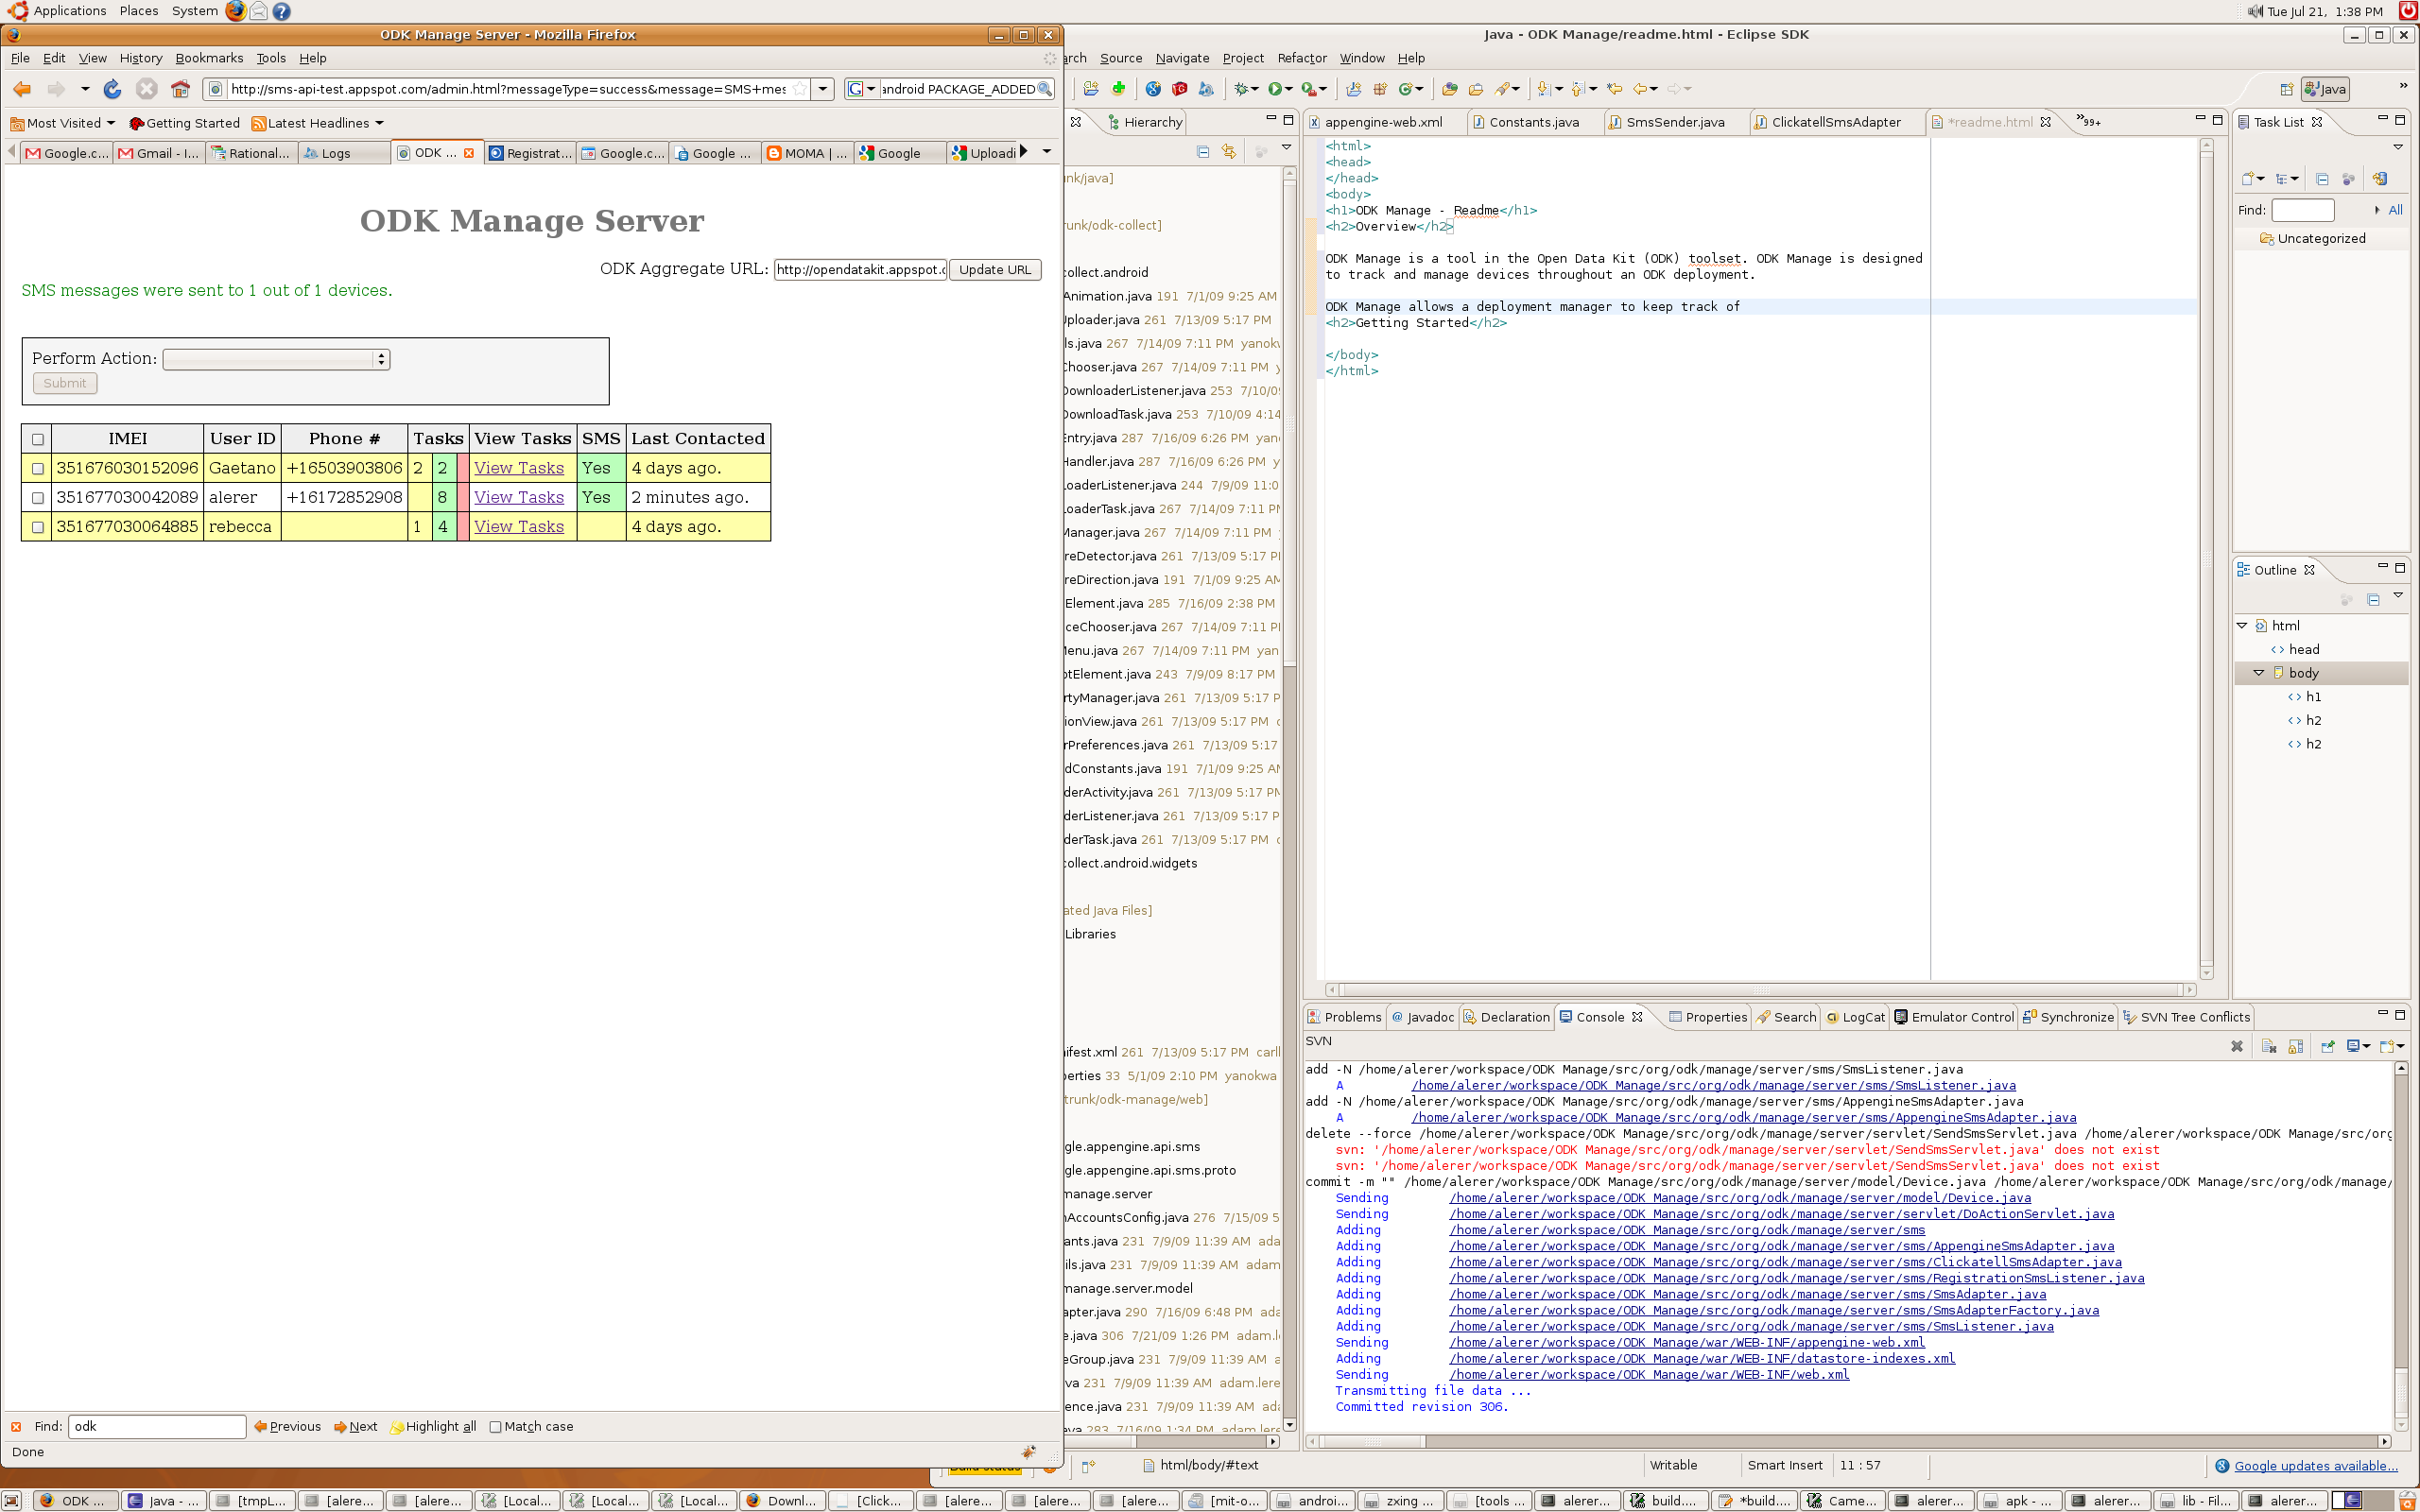 Applications Places System
Tue Jul 21, 1:38 PM
ODK Manage Server - Mozilla Firefox
File Edit View History Bookmarks Tools Help
http://sms-api-test.appspot.com/admin.html?messageType=success&message=SMS+mes
android PACKAGE_ADDED
Most Visited Getting Started Latest Headlines
Google.c... Gmail - I... Rational... Logs ODK ... Registrat... Google.c... Google ... MOMA | ... Google Uploadi
ODK Manage Server
ODK Aggregate URL: http://opendatakit.appspot.c Update URL
SMS messages were sent to 1 out of 1 devices.
Perform Action:
Submit
IMEI User ID Phone # Tasks View Tasks SMS Last Contacted
351676030152096 Gaetano +16503903806 2 2 View Tasks Yes 4 days ago.
351677030042089 alerer +16172852908 8 View Tasks Yes 2 minutes ago.
351677030064885 rebecca 1 4 View Tasks 4 days ago.
Find: odk Previous Next Highlight all Match case
Done
Java - ODK Manage/readme.html - Eclipse SDK
arch Source Navigate Project Refactor Window Help
Java
Hierarchy
unk/java]
runk/odk-collect]
collect.android
Animation.java 191 7/1/09 9:25 AM
Uploader.java 261 7/13/09 5:17 PM
ls.java 267 7/14/09 7:11 PM yanokw
Chooser.java 267 7/14/09 7:11 PM y
DownloaderListener.java 253 7/10/09
DownloadTask.java 253 7/10/09 4:14
Entry.java 287 7/16/09 6:26 PM yan
Handler.java 287 7/16/09 6:26 PM y
LoaderListener.java 244 7/9/09 11:0
LoaderTask.java 267 7/14/09 7:11 PM
Manager.java 267 7/14/09 7:11 PM
reDetector.java 261 7/13/09 5:17 PM
reDirection.java 191 7/1/09 9:25 AM
Element.java 285 7/16/09 2:38 PM
ceChooser.java 267 7/14/09 7:11 PM
Menu.java 267 7/14/09 7:11 PM yan
ptElement.java 243 7/9/09 8:17 PM
rtyManager.java 261 7/13/09 5:17 P
ionView.java 261 7/13/09 5:17 PM c
rPreferences.java 261 7/13/09 5:17
dConstants.java 191 7/1/09 9:25 AM
derActivity.java 261 7/13/09 5:17 PM
derListener.java 261 7/13/09 5:17 P
derTask.java 261 7/13/09 5:17 PM c
collect.android.widgets
ated Java Files]
Libraries
ifest.xml 261 7/13/09 5:17 PM carll
perties 33 5/1/09 2:10 PM yanokwa
trunk/odk-manage/web]
gle.appengine.api.sms
gle.appengine.api.sms.proto
manage.server
nAccountsConfig.java 276 7/15/09 5
ants.java 231 7/9/09 11:39 AM ada
ils.java 231 7/9/09 11:39 AM adam
manage.server.model
apter.java 290 7/16/09 6:48 PM ada
e.java 306 7/21/09 1:26 PM adam.l
eGroup.java 231 7/9/09 11:39 AM a
va 231 7/9/09 11:39 AM adam.lere
ence.java 231 7/9/09 11:39 AM ada
ava 283 7/16/09 1:34 PM adam.lere
appengine-web.xml Constants.java SmsSender.java ClickatellSmsAdapter *readme.html 99+
<html>
<head>
</head>
<body>
<h1>ODK Manage - Readme</h1>
<h2>Overview</h2>
ODK Manage is a tool in the Open Data Kit (ODK) toolset. ODK Manage is designed
to track and manage devices throughout an ODK deployment.
ODK Manage allows a deployment manager to keep track of
<h2>Getting Started</h2>
</body>
</html>
Task List
Find: All
Uncategorized
Outline
html
head
body
h1
h2
h2
Problems Javadoc Declaration Console Properties Search LogCat Emulator Control Synchronize SVN Tree Conflicts
SVN
add -N /home/alerer/workspace/ODK Manage/src/org/odk/manage/server/sms/SmsListener.java
A /home/alerer/workspace/ODK Manage/src/org/odk/manage/server/sms/SmsListener.java
add -N /home/alerer/workspace/ODK Manage/src/org/odk/manage/server/sms/AppengineSmsAdapter.java
A /home/alerer/workspace/ODK Manage/src/org/odk/manage/server/sms/AppengineSmsAdapter.java
delete --force /home/alerer/workspace/ODK Manage/src/org/odk/manage/server/servlet/SendSmsServlet.java /home/alerer/workspace/ODK Manage/src/org
svn: '/home/alerer/workspace/ODK Manage/src/org/odk/manage/server/servlet/SendSmsServlet.java' does not exist
svn: '/home/alerer/workspace/ODK Manage/src/org/odk/manage/server/servlet/SendSmsServlet.java' does not exist
commit -m "" /home/alerer/workspace/ODK Manage/src/org/odk/manage/server/model/Device.java /home/alerer/workspace/ODK Manage/src/org/odk/manage/
Sending /home/alerer/workspace/ODK Manage/src/org/odk/manage/server/model/Device.java
Sending /home/alerer/workspace/ODK Manage/src/org/odk/manage/server/servlet/DoActionServlet.java
Adding /home/alerer/workspace/ODK Manage/src/org/odk/manage/server/sms
Adding /home/alerer/workspace/ODK Manage/src/org/odk/manage/server/sms/AppengineSmsAdapter.java
Adding /home/alerer/workspace/ODK Manage/src/org/odk/manage/server/sms/ClickatellSmsAdapter.java
Adding /home/alerer/workspace/ODK Manage/src/org/odk/manage/server/sms/RegistrationSmsListener.java
Adding /home/alerer/workspace/ODK Manage/src/org/odk/manage/server/sms/SmsAdapter.java
Adding /home/alerer/workspace/ODK Manage/src/org/odk/manage/server/sms/SmsAdapterFactory.java
Adding /home/alerer/workspace/ODK Manage/src/org/odk/manage/server/sms/SmsListener.java
Sending /home/alerer/workspace/ODK Manage/war/WEB-INF/appengine-web.xml
Adding /home/alerer/workspace/ODK Manage/war/WEB-INF/datastore-indexes.xml
Sending /home/alerer/workspace/ODK Manage/war/WEB-INF/web.xml
Transmitting file data ...
Committed revision 306.
html/body/#text Writable Smart Insert 11 : 57 Google updates available...
ODK ... Java - ... [tmpL... [alere... [alere... [Local... [Local... [Local... Downl... [Click... [alere... [alere... [alere... [mit-o... androi... zxing ... [tools ... alerer... build.... *build.... Came... alerer... apk - ... alerer... lib - Fil... alerer...